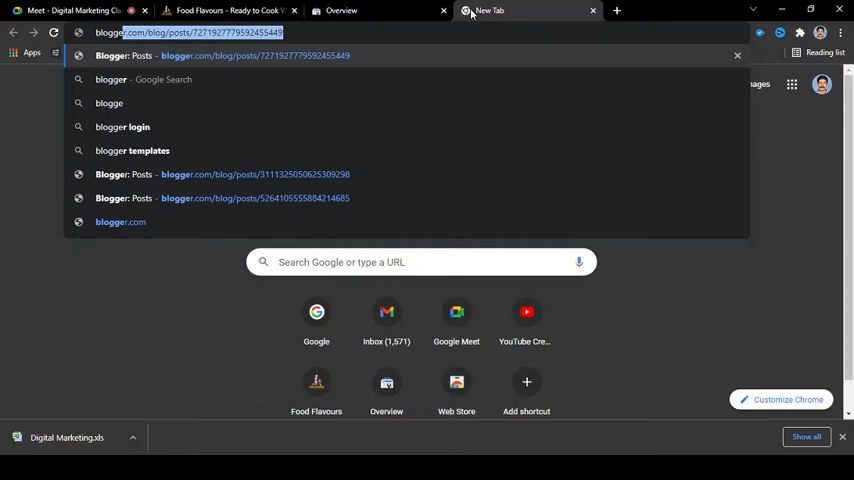 Meet - Digital Marketing Cla
Food Flavours - Ready to Cook W
Overview
New Tab
blogger.com/blog/posts/7271927779592455449
Apps
Reading list
Blogger: Posts - blogger.com/blog/posts/7271927779592455449
blogger - Google Search
blogge
blogger login
blogger templates
Blogger: Posts - blogger.com/blog/posts/3111325050625309298
Blogger: Posts - blogger.com/blog/posts/5264105555884214685
blogger.com
ages
Search Google or type a URL
Google
Inbox (1,571)
Google Meet
YouTube Cre...
Food Flavours
Overview
Web Store
Add shortcut
Customize Chrome
Digital Marketing.xls
Show all